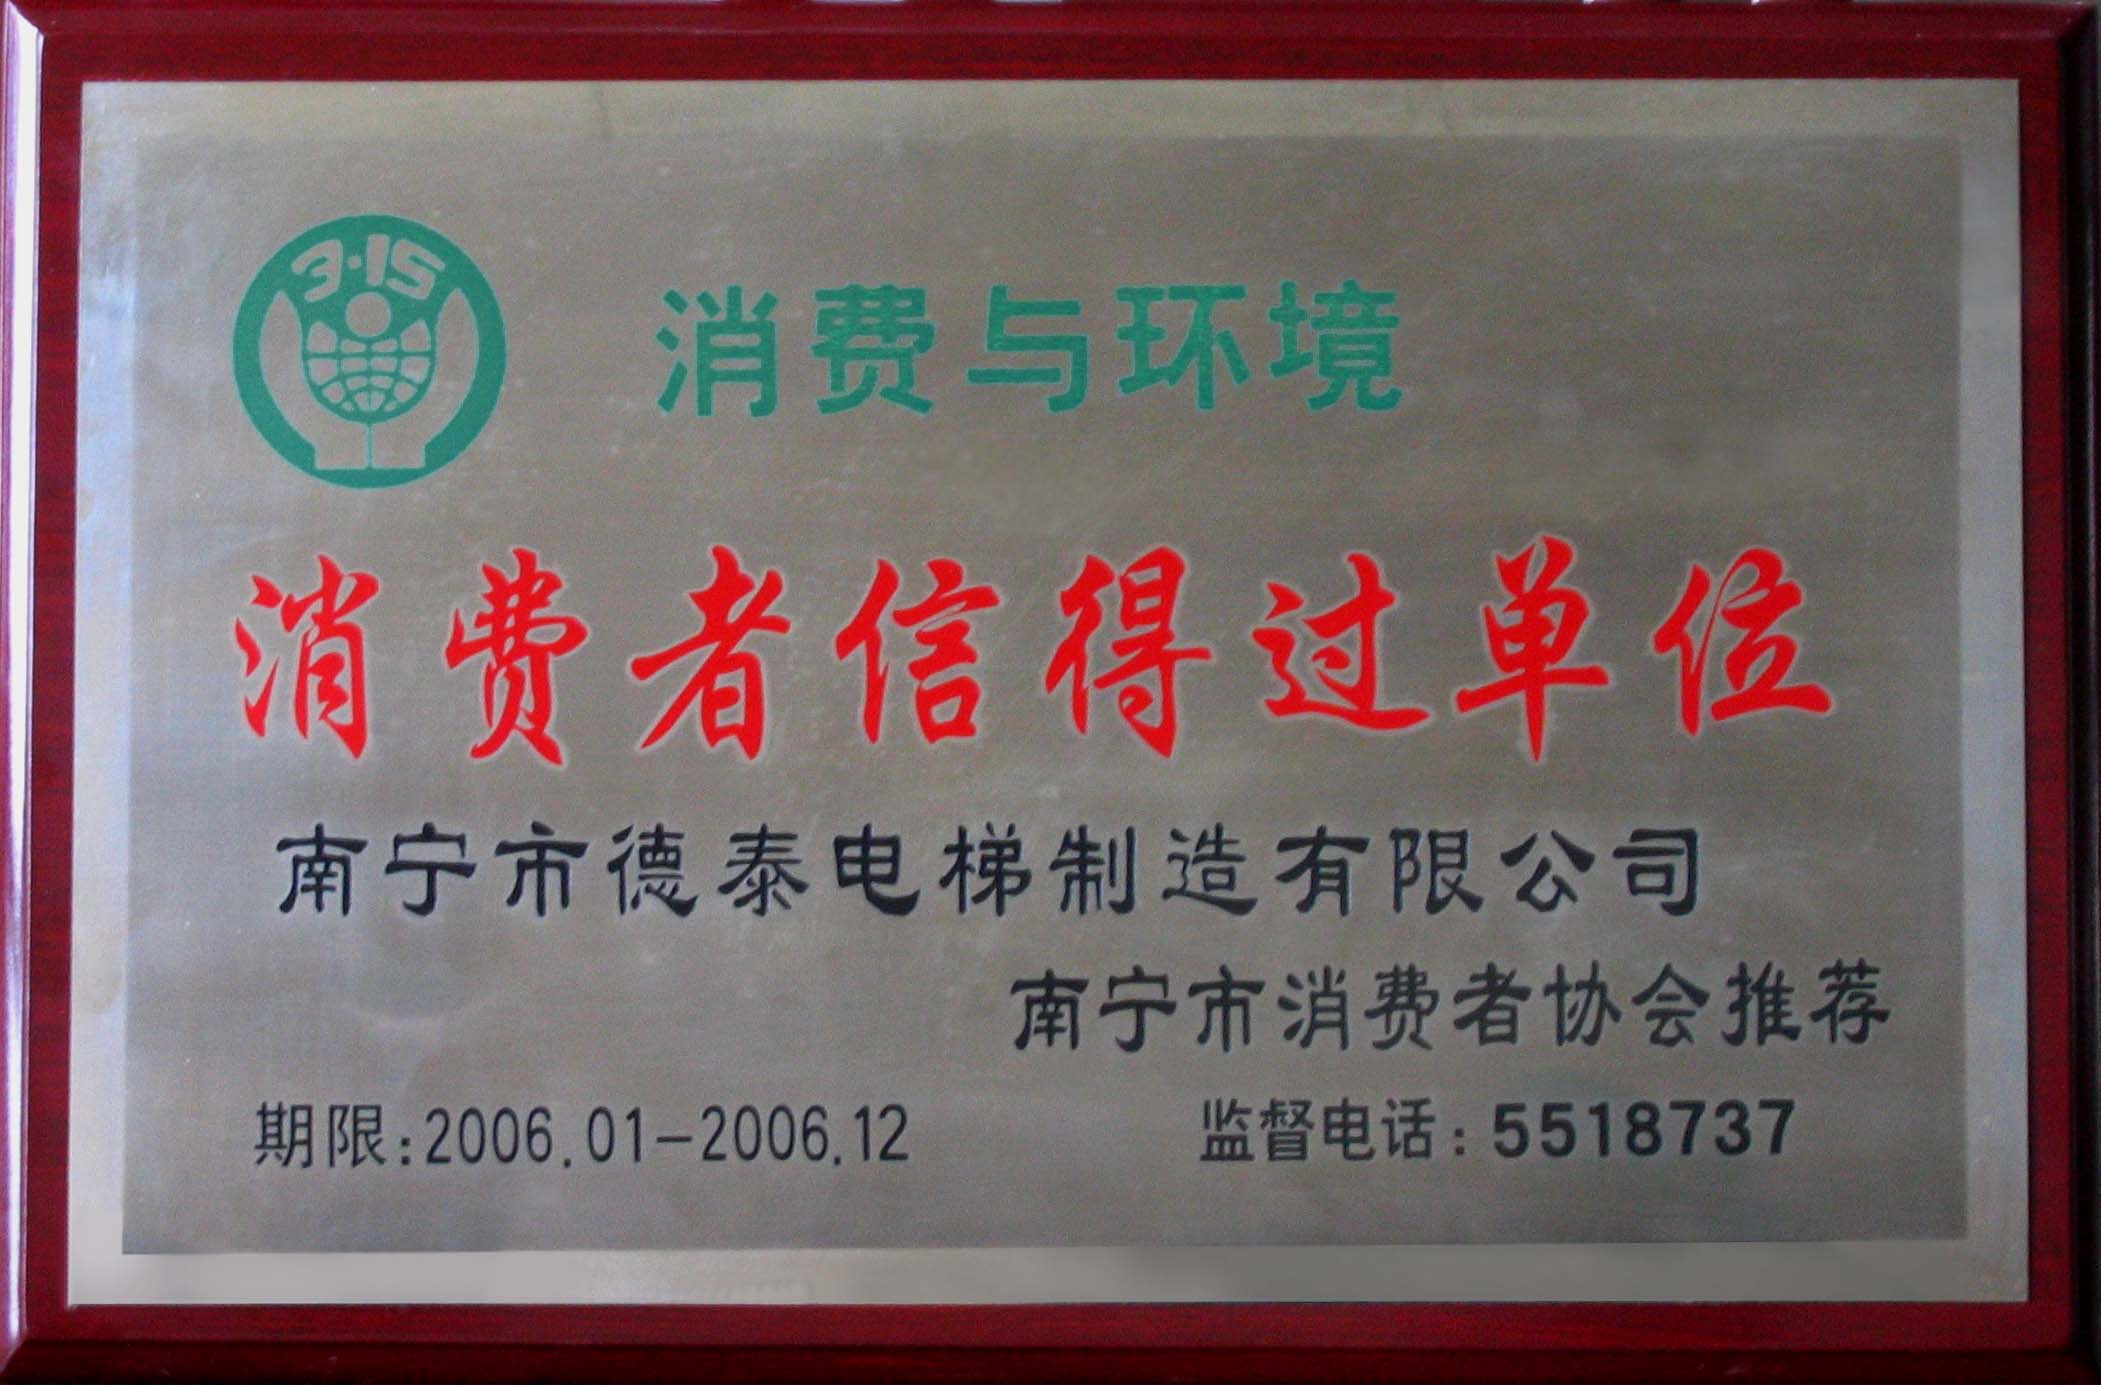 3·15
消费与环境
消费者信得过单位
南宁市德泰电梯制造有限公司
南宁市消费者协会推荐
期限:2006.01-2006.12
监督电话:5518737